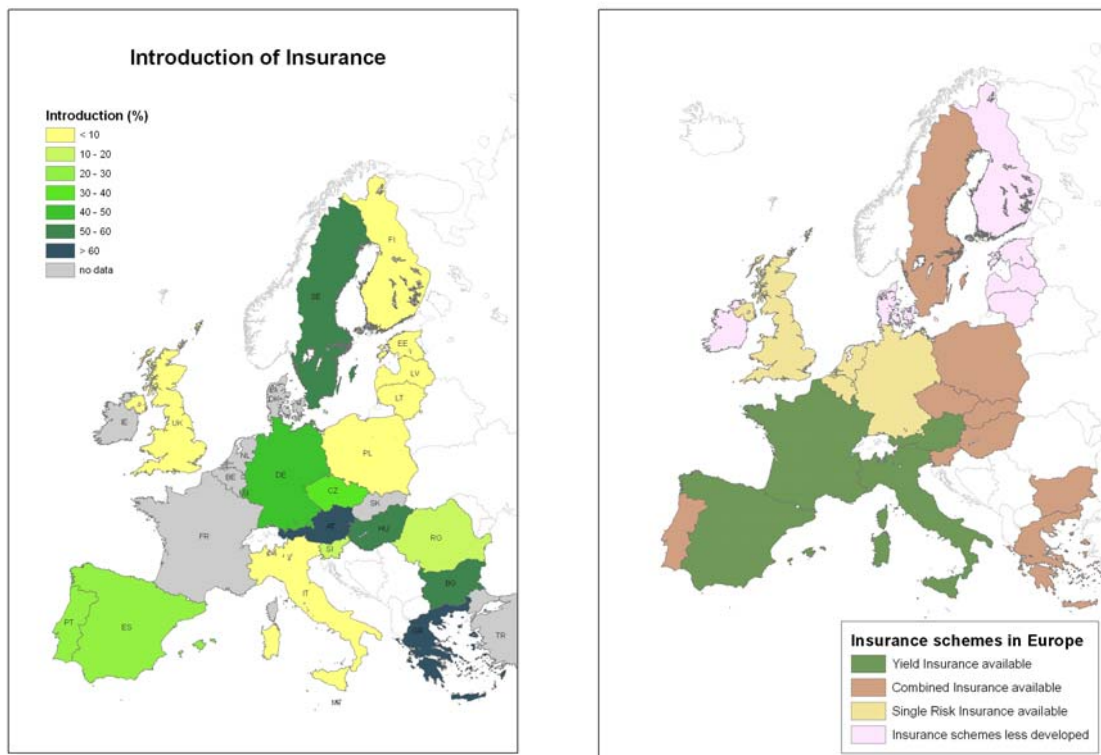 Introduction of Insurance
Introduction (%)
< 10
10 - 20
20 - 30
30 - 40
40 - 50
50 - 60
> 60
no data
FI
SE
EE
LV
LT
IE
UK
NL
BE
DE
PL
CZ
SK
FR
AT
HU
RO
SI
IT
BG
PT
ES
TR
Insurance schemes in Europe
Yield Insurance available
Combined Insurance available
Single Risk Insurance available
Insurance schemes less developed